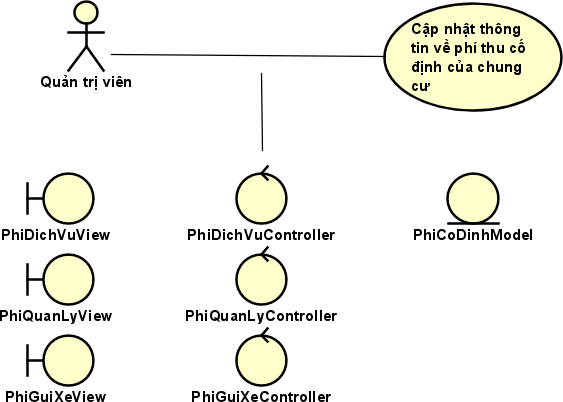 Cập nhật thông
tin về phí thu cố
định của chung
cư
Quản trị viên
PhiDichVuView
PhiDichVuController
PhiCoDinhModel
PhiQuanLyView
PhiQuanLyController
PhiGuiXeView
PhiGuiXeController